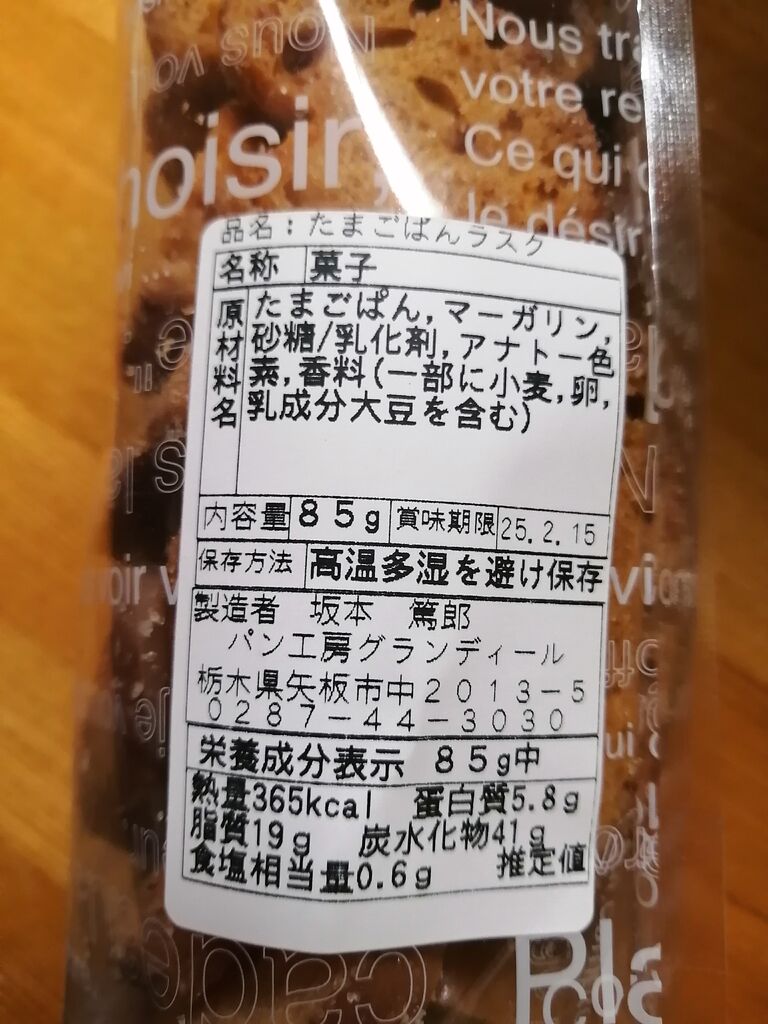 Nous
Nous tra
votre re
noisir,
Ce qui
le désir
品名:たまごぱんラスク
名称 菓子
原材料名 たまごぱん,マーガリン,
砂糖/乳化剤,アナトー色
素,香料(一部に小麦,卵,
乳成分大豆を含む)
内容量 85g 賞味期限 25.2.15
保存方法 高温多湿を避け保存
製造者 坂本 篤郎
パン工房グランディール
栃木県矢板市中2013-5
0287-44-3030
栄養成分表示 85g中
熱量365kcal 蛋白質5.8g
脂質19g 炭水化物41g
食塩相当量0.6g 推定値